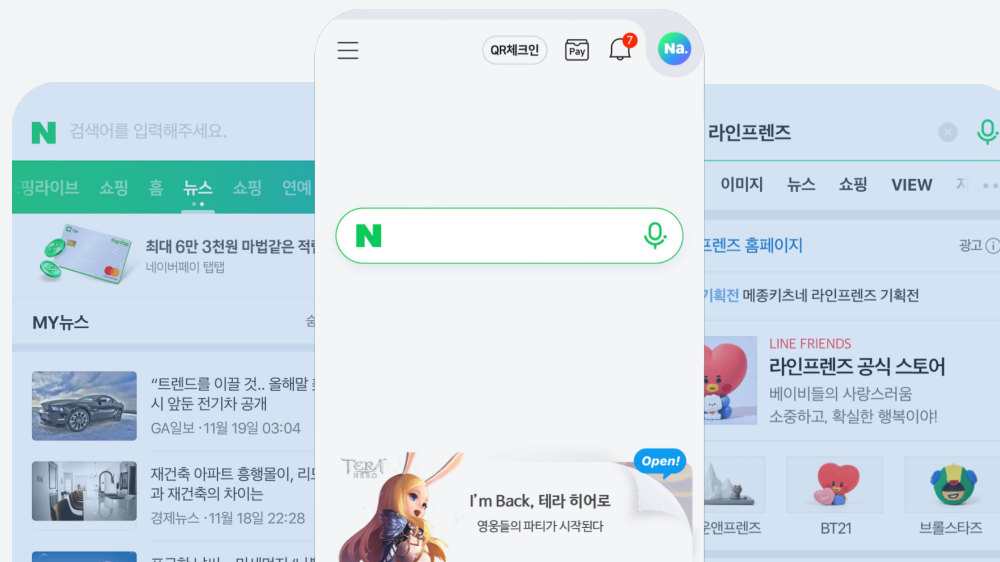 N 검색어를 입력해주세요.
핑라이브 쇼핑 홈 뉴스 쇼핑 연예
최대 6만 3천원 마법같은
네이버페이 탭탭
MY뉴스
“트렌드를 이끌 것.. 올해말
시 앞둔 전기차 공개
GA일보 · 11월 19일 03:04
재건축 아파트 흥행몰이,
과 재건축의 차이는
경제뉴스 · 11월 18일 22:28
QR체크인
Pay
7
Na.
N
TERA
HERO
Open!
I’m Back, 테라 히어로
영웅들의 파티가 시작된다
라인프렌즈
이미지 뉴스 쇼핑 VIEW
프렌즈 홈페이지
광고
기획전 메종키츠네 라인프렌즈 기획전
LINE FRIENDS
라인프렌즈 공식 스토어
베이비들의 사랑스러움
소중하고, 확실한 행복이야!
운앤프렌즈
BT21
브롤스타즈